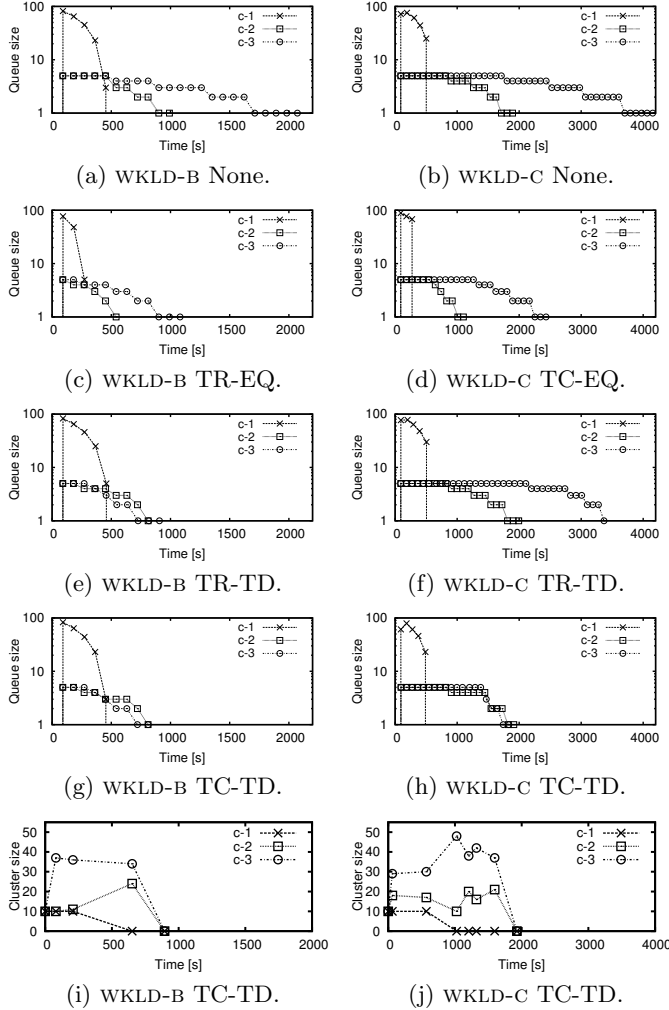 100
10
1
0 500 1000 1500 2000
Queue size
Time [s]
c-1
c-2
c-3
(a) WKLD-B None.
100
10
1
0 1000 2000 3000 4000
Queue size
Time [s]
c-1
c-2
c-3
(b) WKLD-C None.
100
10
1
0 500 1000 1500 2000
Queue size
Time [s]
c-1
c-2
c-3
(c) WKLD-B TR-EQ.
100
10
1
0 1000 2000 3000 4000
Queue size
Time [s]
c-1
c-2
c-3
(d) WKLD-C TC-EQ.
100
10
1
0 500 1000 1500 2000
Queue size
Time [s]
c-1
c-2
c-3
(e) WKLD-B TR-TD.
100
10
1
0 1000 2000 3000 4000
Queue size
Time [s]
c-1
c-2
c-3
(f) WKLD-C TR-TD.
100
10
1
0 500 1000 1500 2000
Queue size
Time [s]
c-1
c-2
c-3
(g) WKLD-B TC-TD.
100
10
1
0 1000 2000 3000 4000
Queue size
Time [s]
c-1
c-2
c-3
(h) WKLD-C TC-TD.
50
40
30
20
10
0
0 500 1000 1500 2000
Cluster size
Time [s]
c-1
c-2
c-3
(i) WKLD-B TC-TD.
50
40
30
20
10
0
0 1000 2000 3000 4000
Cluster size
Time [s]
c-1
c-2
c-3
(j) WKLD-C TC-TD.